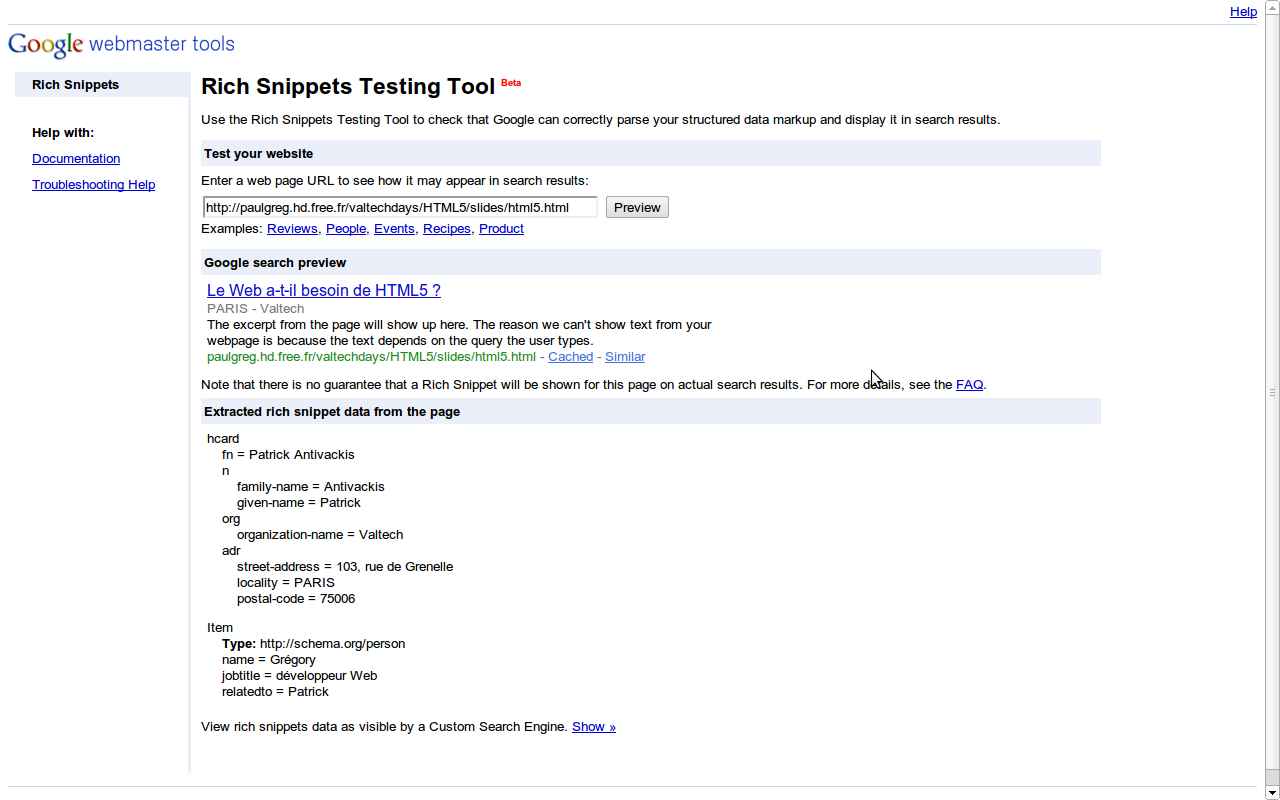 Help
Google webmaster tools
Rich Snippets
Help with:
Documentation
Troubleshooting Help
Rich Snippets Testing Tool Beta
Use the Rich Snippets Testing Tool to check that Google can correctly parse your structured data markup and display it in search results.
Test your website
Enter a web page URL to see how it may appear in search results:
http://paulgreg.hd.free.fr/valtechdays/HTML5/slides/html5.html Preview
Examples: Reviews, People, Events, Recipes, Product
Google search preview
Le Web a-t-il besoin de HTML5 ?
PARIS - Valtech
The excerpt from the page will show up here. The reason we can't show text from your
webpage is because the text depends on the query the user types.
paulgreg.hd.free.fr/valtechdays/HTML5/slides/html5.html - Cached - Similar
Note that there is no guarantee that a Rich Snippet will be shown for this page on actual search results. For more details, see the FAQ.
Extracted rich snippet data from the page
hcard
fn = Patrick Antivackis
n
family-name = Antivackis
given-name = Patrick
org
organization-name = Valtech
adr
street-address = 103, rue de Grenelle
locality = PARIS
postal-code = 75006
Item
Type: http://schema.org/person
name = Grégory
jobtitle = développeur Web
relatedto = Patrick
View rich snippets data as visible by a Custom Search Engine. Show »